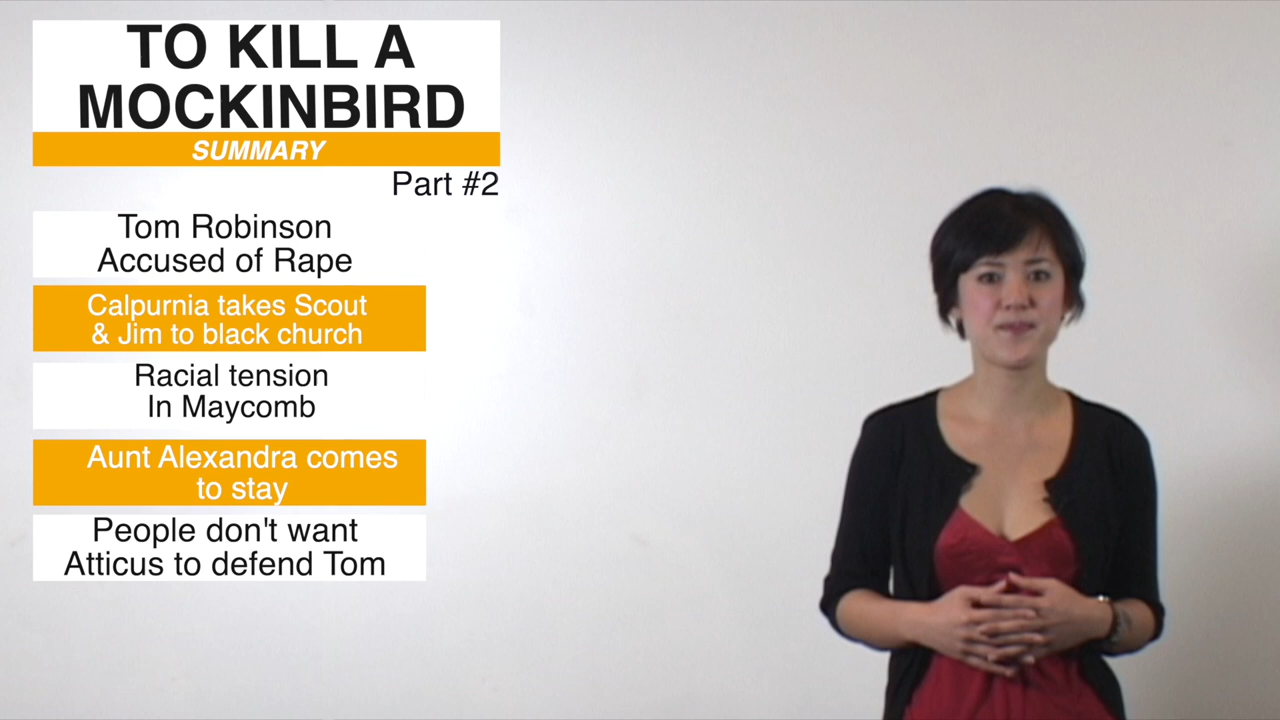 TO KILL A
MOCKINBIRD
SUMMARY
Part #2
Tom Robinson
Accused of Rape
Calpurnia takes Scout
& Jim to black church
Racial tension
In Maycomb
Aunt Alexandra comes
to stay
People don't want
Atticus to defend Tom